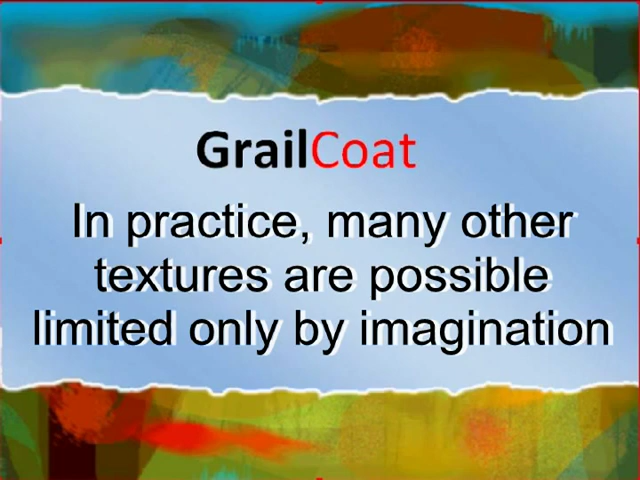 GrailCoat
In practice, many other
textures are possible
limited only by imagination